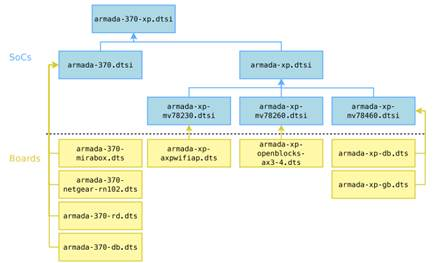 armada-370-xp.dtsi
SoCs
armada-370.dtsi
armada-xp.dtsi
armada-xp-
mv78230.dtsi
armada-xp-
mv78260.dtsi
armada-xp-
mv78460.dtsi
Boards
armada-370-
mirabox.dts
armada-xp-
axpwifiap.dts
armada-xp-
openblocks-
ax3-4.dts
armada-xp-db.dts
armada-370-
netgear-rn102.dts
armada-xp-gb.dts
armada-370-rd.dts
armada-370-db.dts